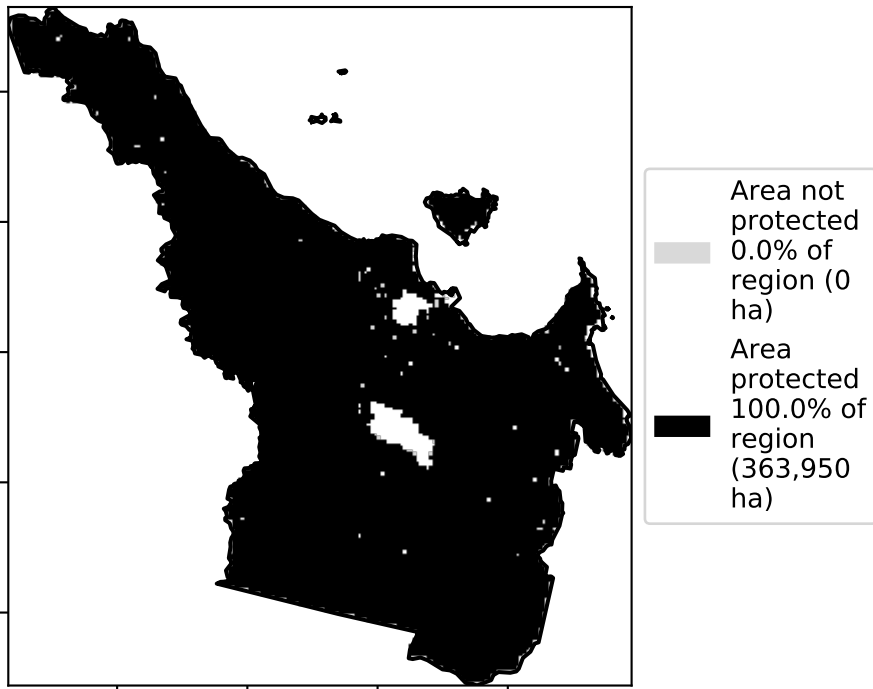 Area not
protected
0.0% of
region (0
ha)
Area
protected
100.0% of
region
(363,950
ha)